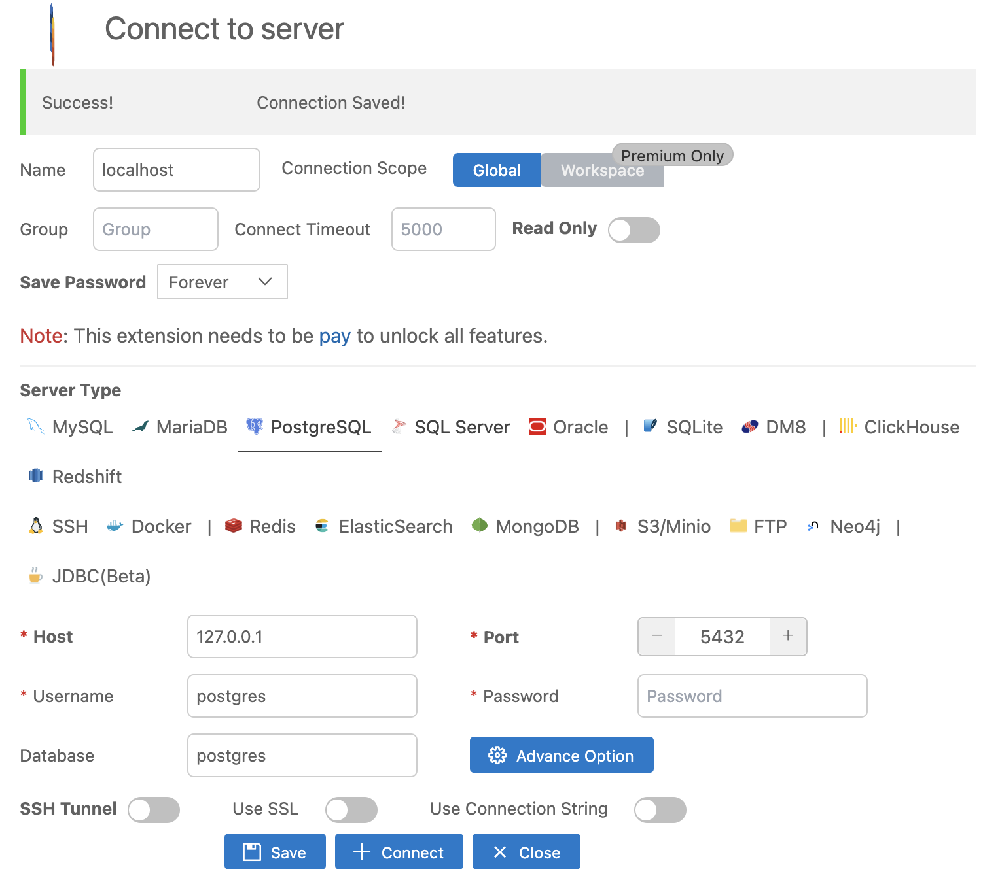 Connect to server
Success! Connection Saved!
Premium Only
Name localhost Connection Scope Global Workspace
Group Group Connect Timeout 5000 Read Only
Save Password Forever
Note: This extension needs to be pay to unlock all features.
Server Type
MySQL MariaDB PostgreSQL SQL Server Oracle | SQLite DM8 | ClickHouse
Redshift
SSH Docker | Redis ElasticSearch MongoDB | S3/Minio FTP Neo4j |
JDBC(Beta)
* Host 127.0.0.1 * Port − 5432 +
* Username postgres * Password Password
Database postgres Advance Option
SSH Tunnel Use SSL Use Connection String
Save Connect Close